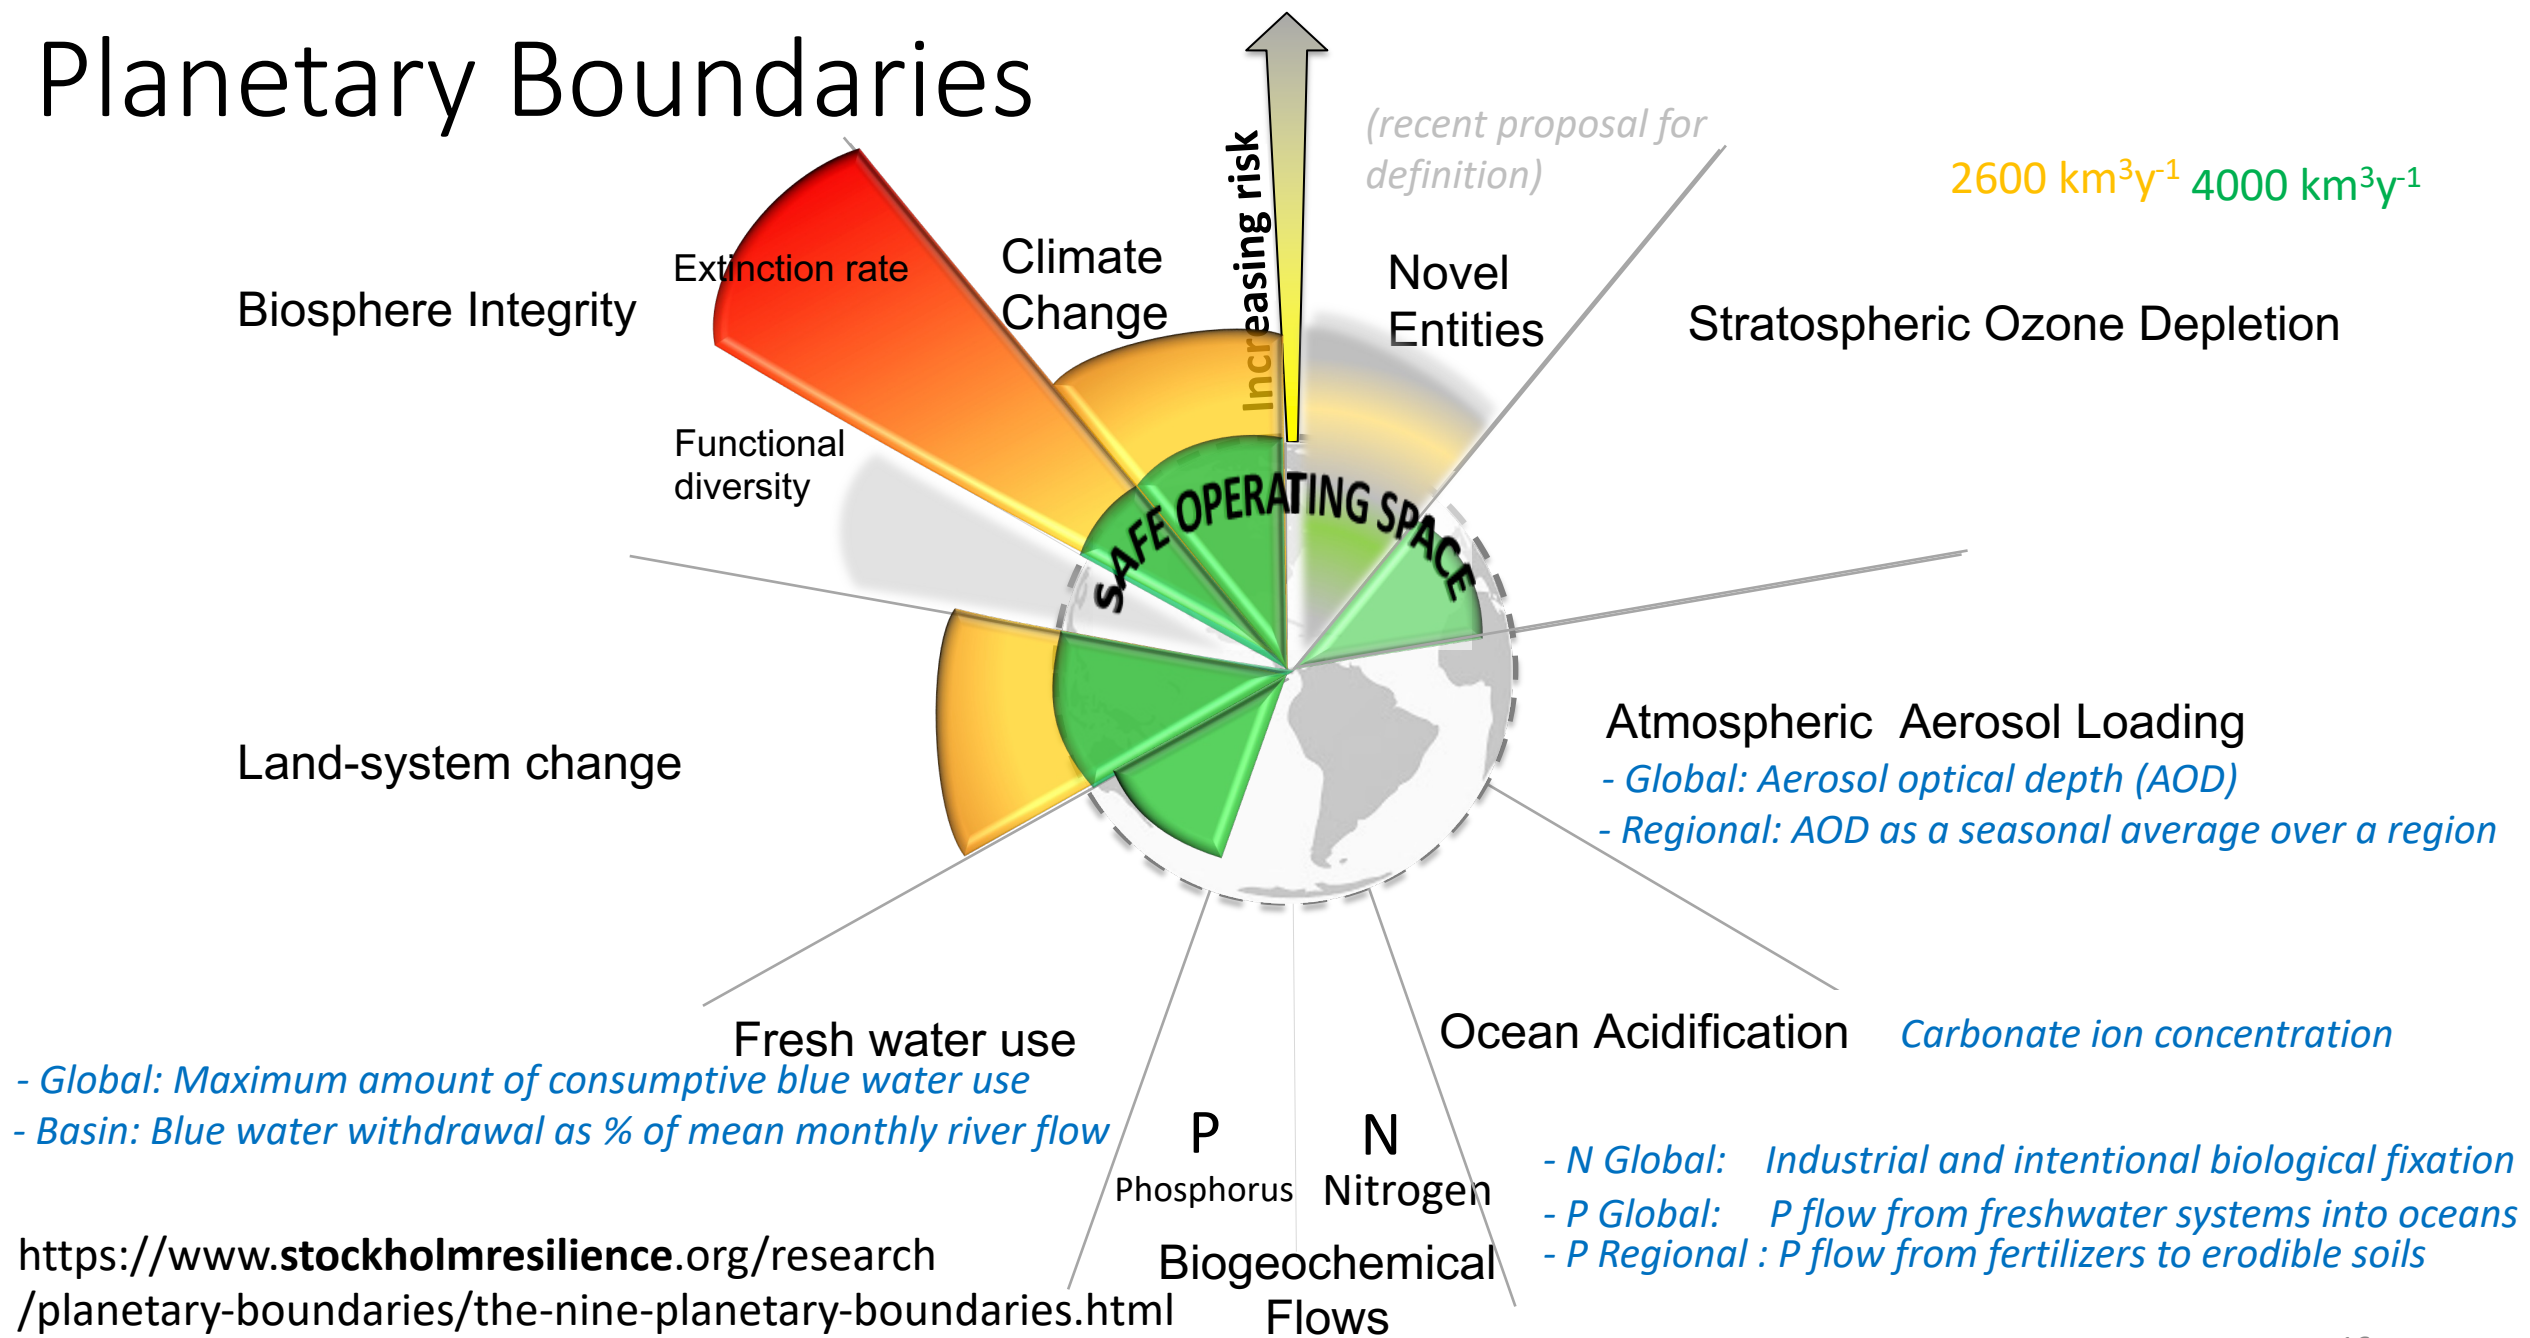 Planetary Boundaries
(recent proposal for
definition)
2600 km³y⁻¹ 4000 km³y⁻¹
Increasing risk
Extinction rate
Climate
Change
Novel
Entities
Biosphere Integrity
Stratospheric Ozone Depletion
Functional
diversity
SAFE OPERATING SPACE
Land-system change
Atmospheric Aerosol Loading
- Global: Aerosol optical depth (AOD)
- Regional: AOD as a seasonal average over a region
Fresh water use
- Global: Maximum amount of consumptive blue water use
- Basin: Blue water withdrawal as % of mean monthly river flow
Ocean Acidification
Carbonate ion concentration
P
Phosphorus
N
Nitrogen
Biogeochemical
Flows
- N Global: Industrial and intentional biological fixation
- P Global: P flow from freshwater systems into oceans
- P Regional : P flow from fertilizers to erodible soils
https://www.stockholmresilience.org/research
/planetary-boundaries/the-nine-planetary-boundaries.html